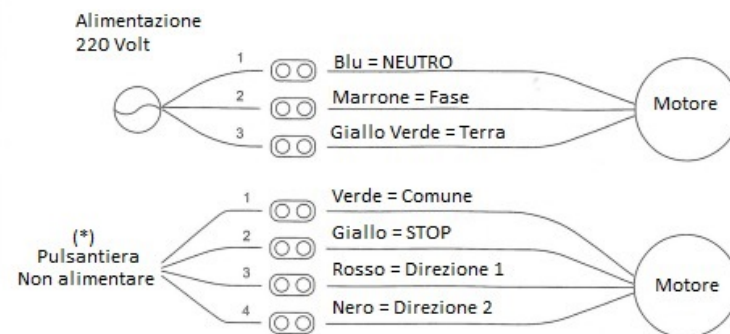 Alimentazione
220 Volt
1
Blu = NEUTRO
2
Marrone = Fase
3
Giallo Verde = Terra
Motore
(*)
Pulsantiera
Non alimentare
1
Verde = Comune
2
Giallo = STOP
3
Rosso = Direzione 1
4
Nero = Direzione 2
Motore